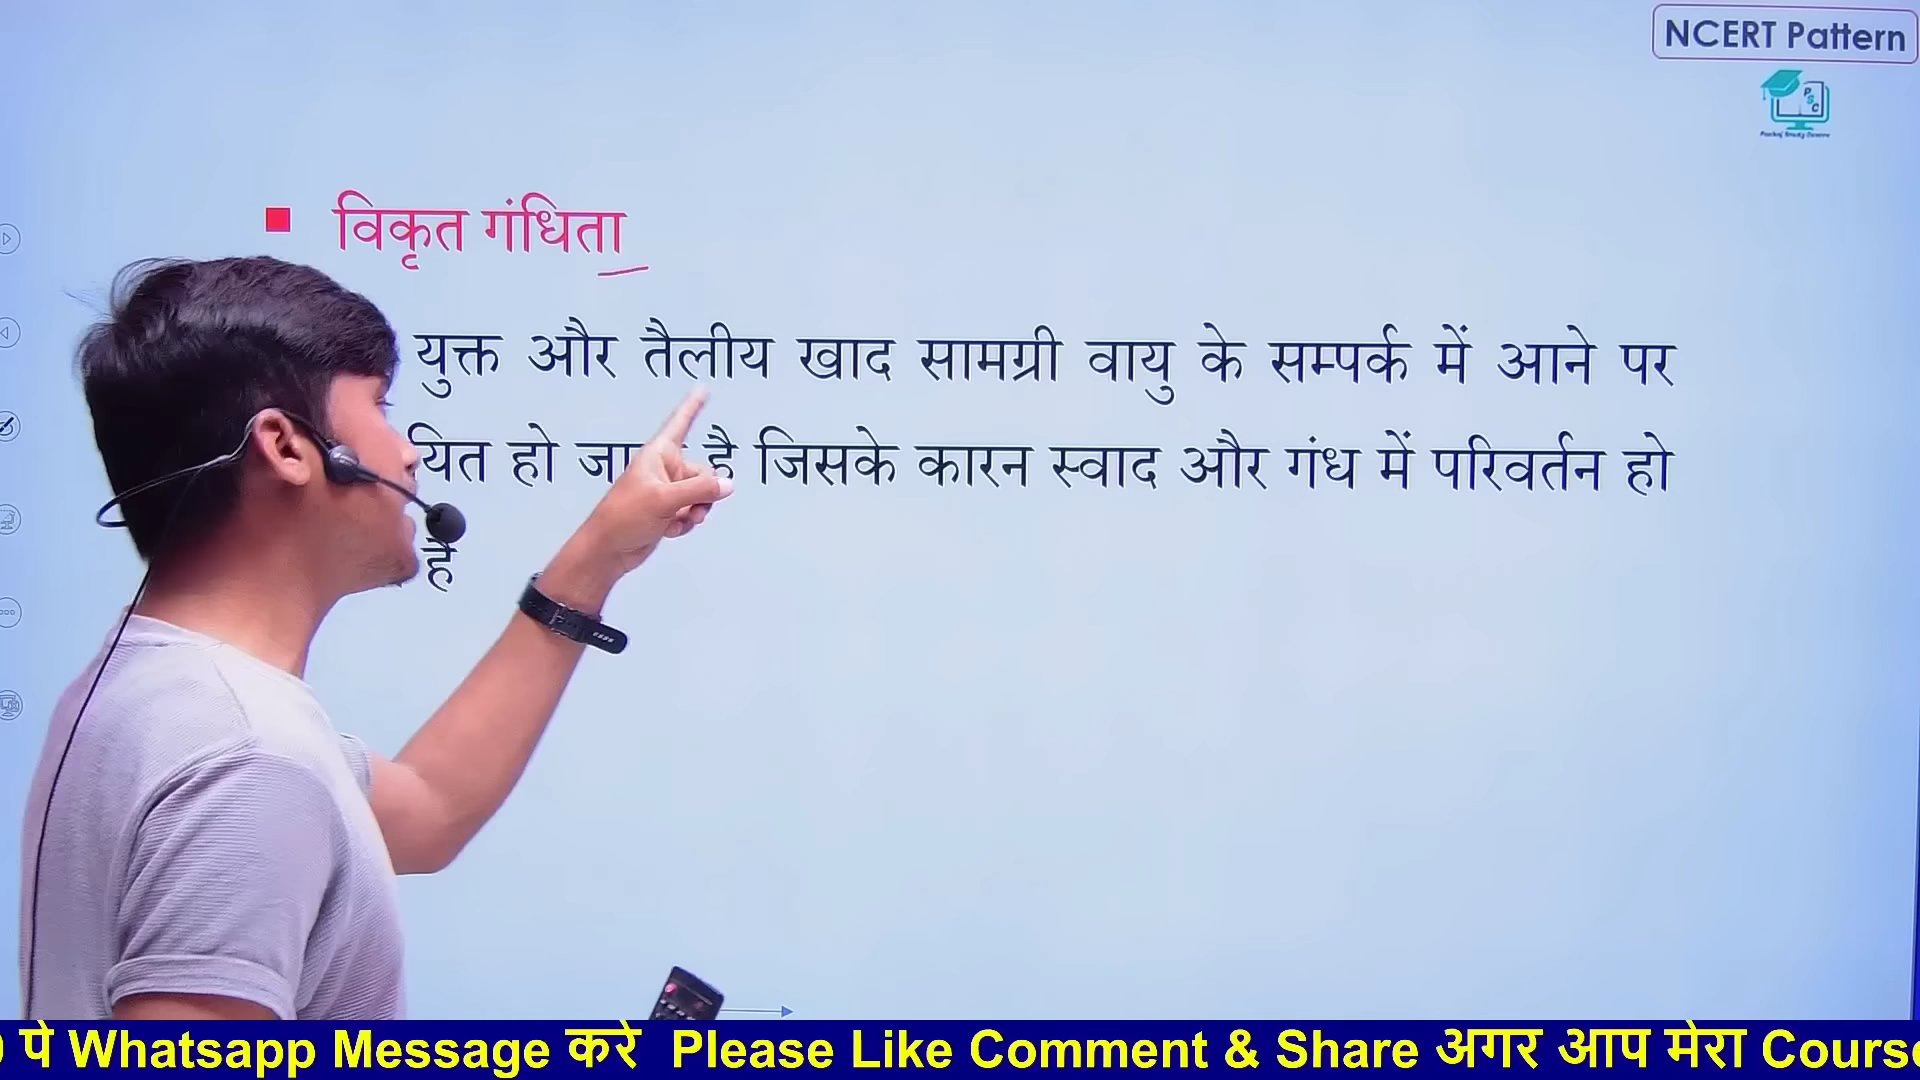 NCERT Pattern
PSC
विकृत गंधिता
युक्त और तैलीय खाद सामग्री वायु के सम्पर्क में आने पर
हो है जिसके कारन स्वाद और गंध में परिवर्तन हो
है
पे Whatsapp Message करे Please Like Comment & Share अगर आप मेरा Course